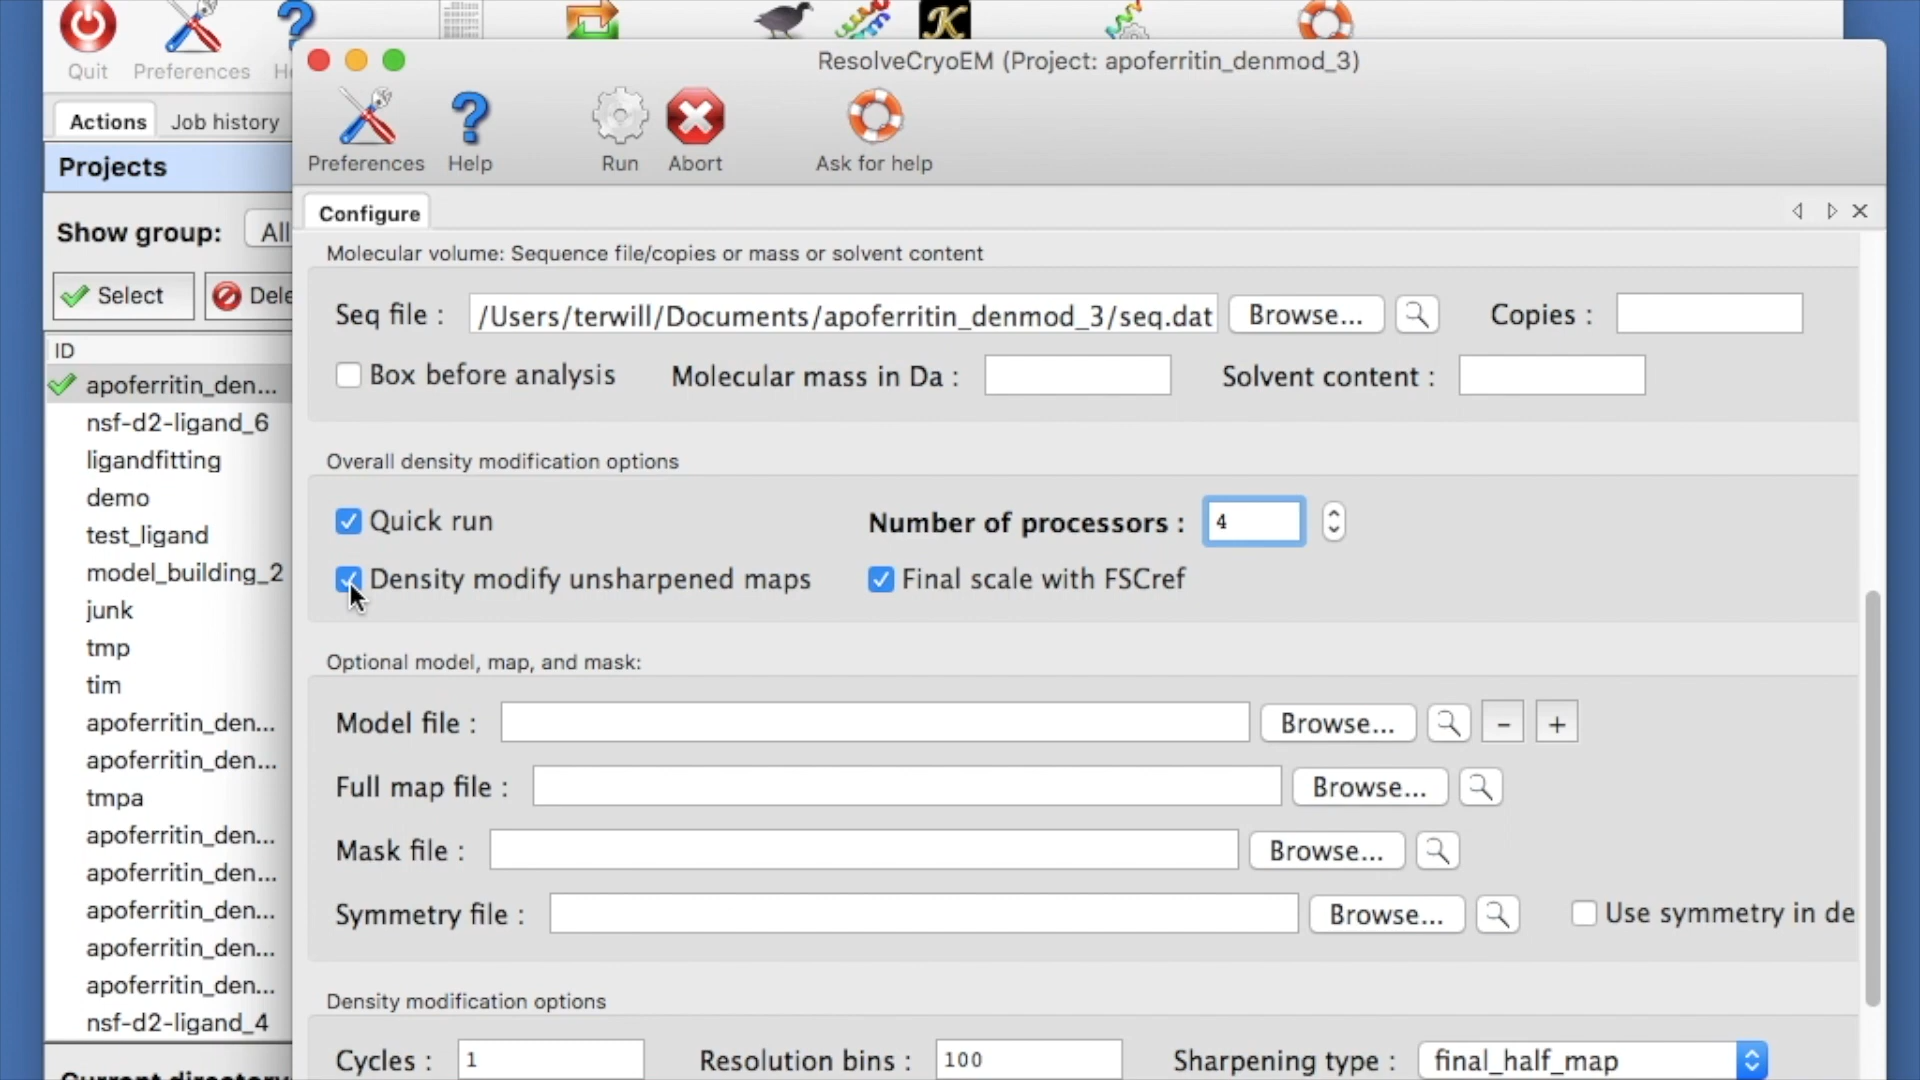 Quit
Preferences
ResolveCryoEM (Project: apoferritin_denmod_3)
Actions
Job history
Preferences
Help
Run
Abort
Ask for help
Projects
Configure
Show group:
All
Molecular volume: Sequence file/copies or mass or solvent content
Select
Dele
Seq file :
/Users/terwill/Documents/apoferritin_denmod_3/seq.dat
Browse...
Copies :
ID
Box before analysis
Molecular mass in Da :
Solvent content :
apoferritin_den...
nsf-d2-ligand_6
ligandfitting
demo
test_ligand
model_building_2
junk
tmp
tim
apoferritin_den...
apoferritin_den...
tmpa
apoferritin_den...
apoferritin_den...
apoferritin_den...
apoferritin_den...
apoferritin_den...
nsf-d2-ligand_4
Overall density modification options
Quick run
Number of processors :
4
Density modify unsharpened maps
Final scale with FSCref
Optional model, map, and mask:
Model file :
Browse...
-
+
Full map file :
Browse...
Mask file :
Browse...
Symmetry file :
Browse...
Use symmetry in de
Density modification options
Cycles :
1
Resolution bins :
100
Sharpening type :
final_half_map